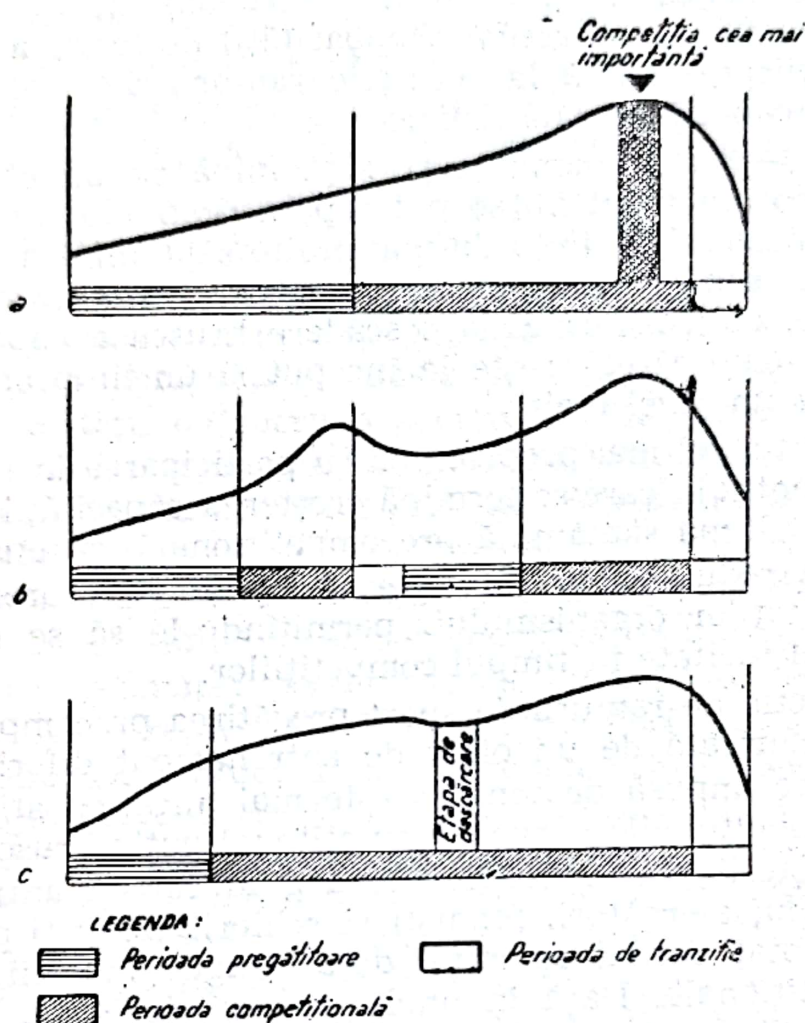 Competiția cea mai
importantă
a
b
Etapa de
descărcare
c
LEGENDA:
Perioada pregătitoare
Perioada de tranziție
Perioada competițională